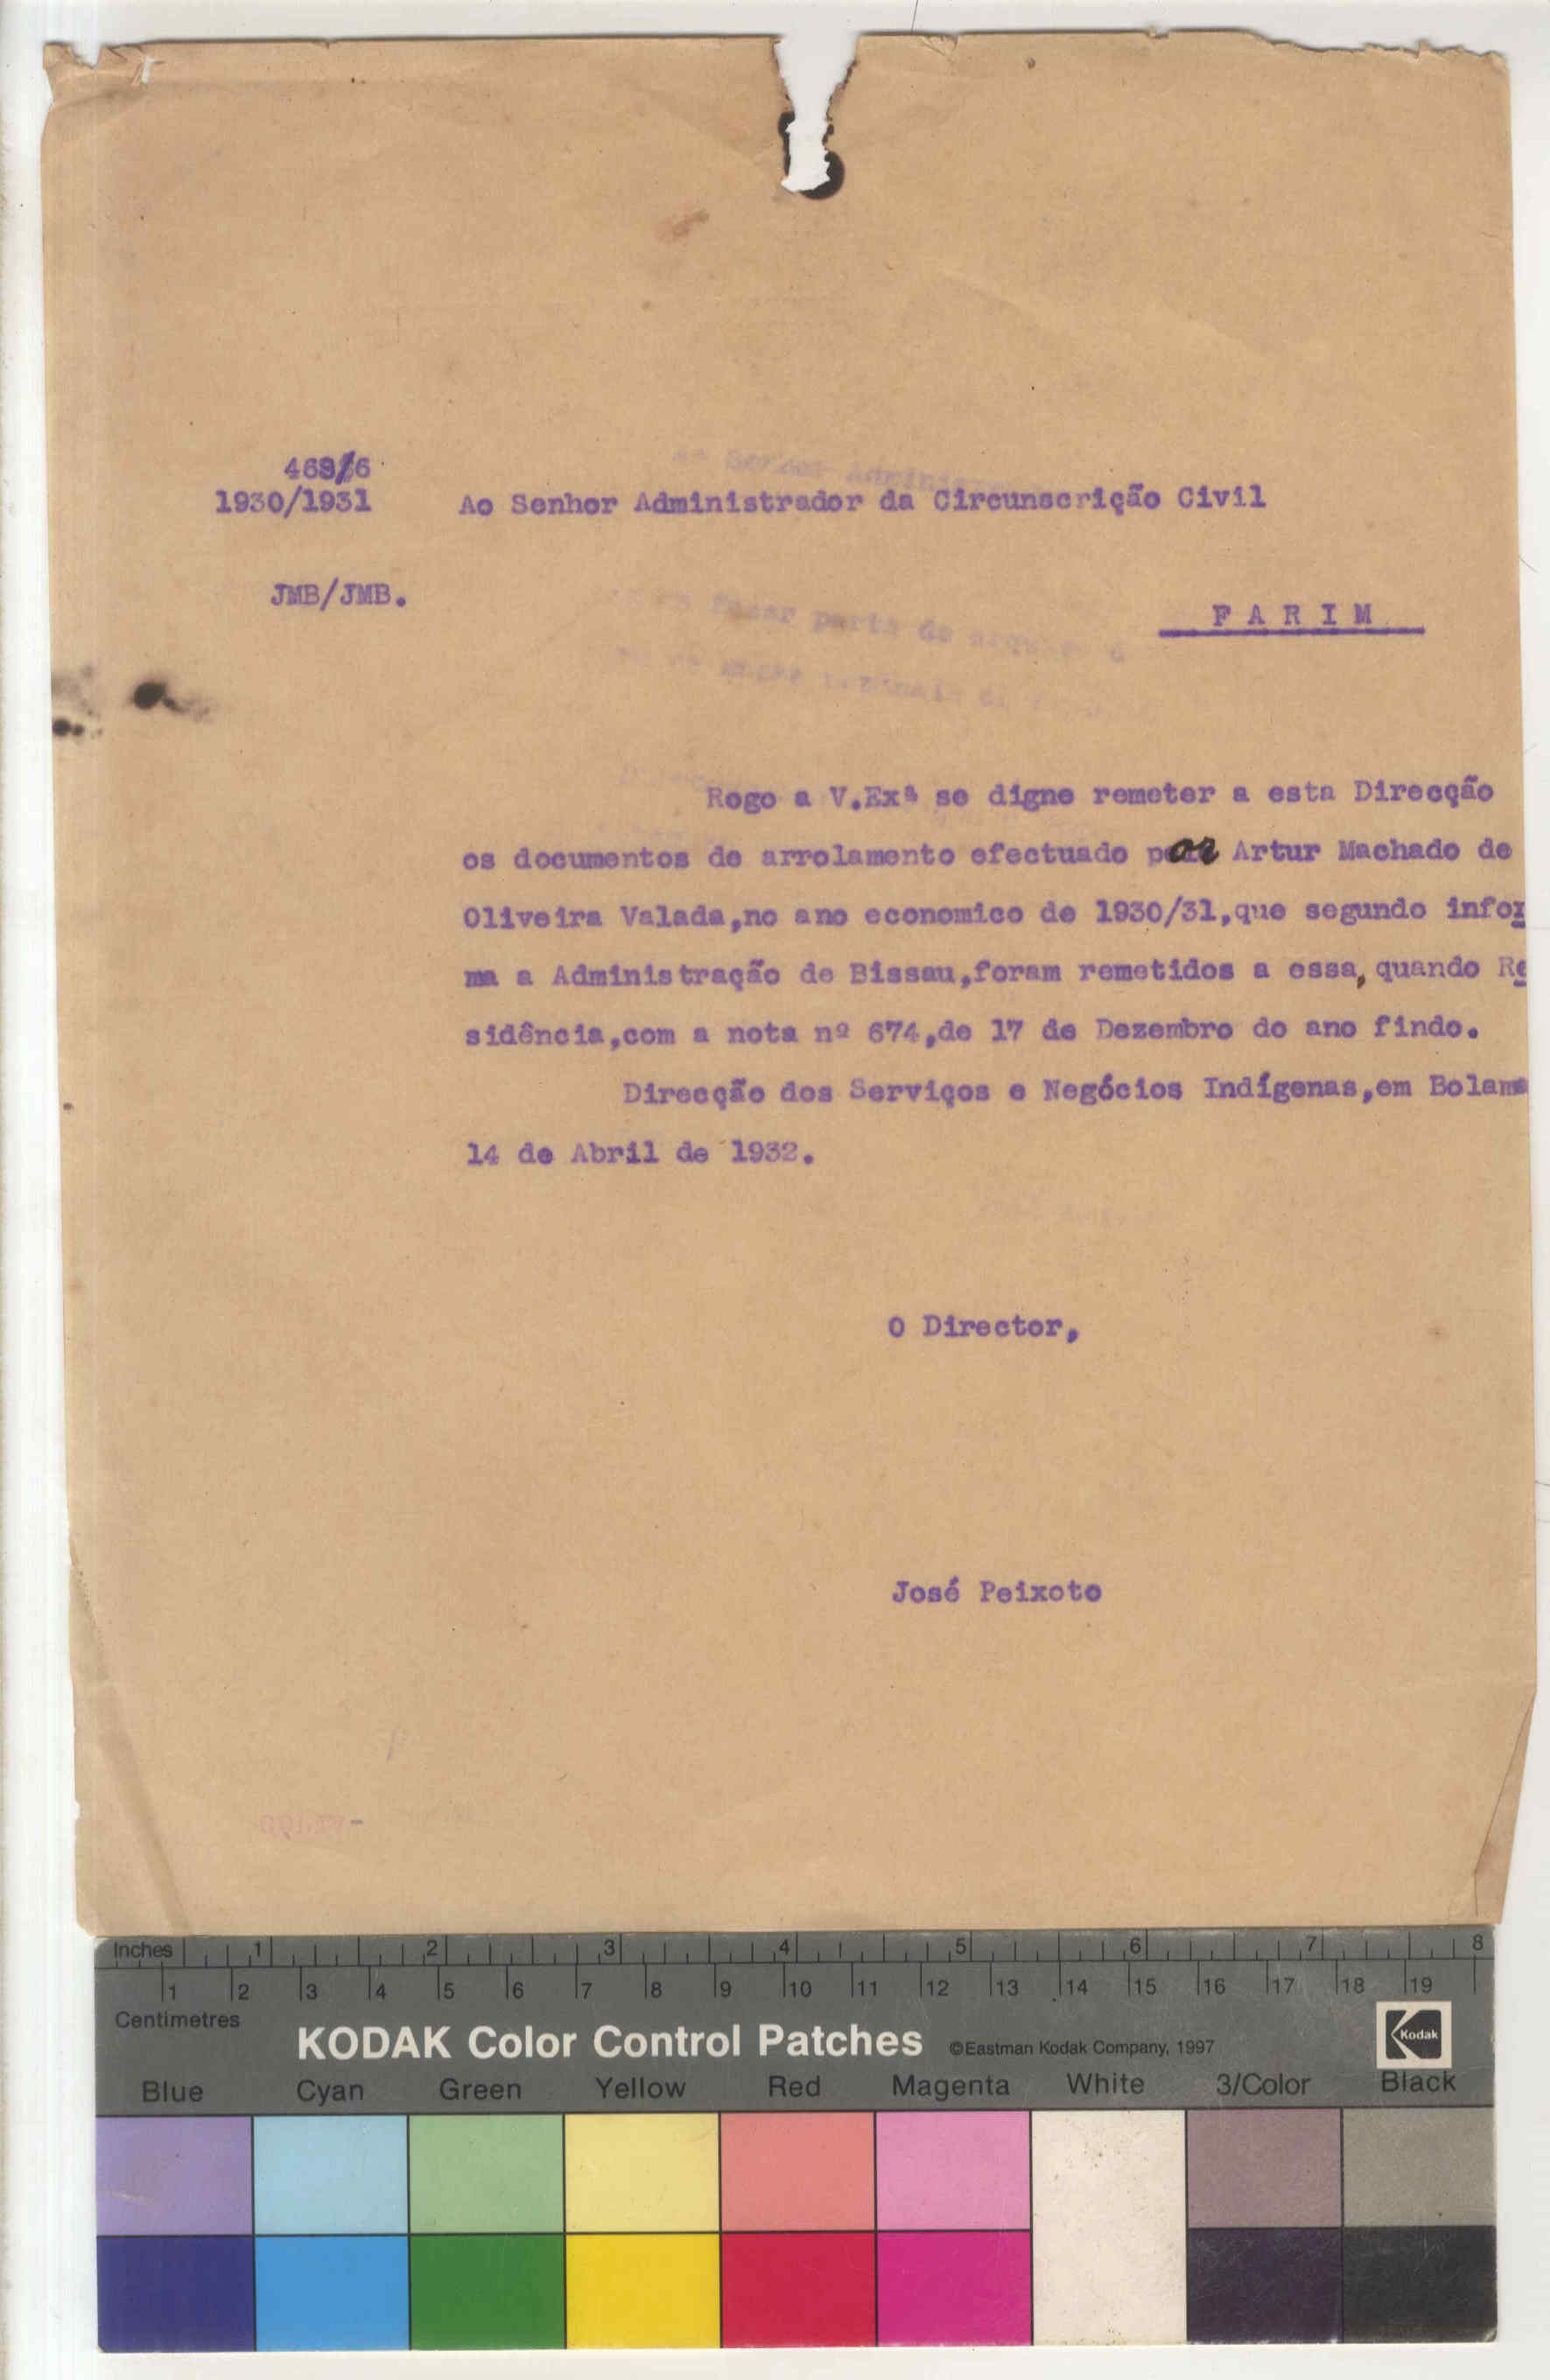 469/6
1930/1931
Ao Senhor Administrador da Circunscrição Civil
JMB/JMB.
FARIM
Rogo a V.Exª se digne remeter a esta Direcção
os documentos de arrolamento efectuado por Artur Machado de
Oliveira Valada,no ano economico de 1930/31,que segundo infor
ma a Administração de Bissau,foram remetidos a essa, quando Re
sidência,com a nota nº 674,de 17 de Dezembro do ano findo.
Direcção dos Serviços e Negócios Indígenas,em Bolama
14 de Abril de 1932.
O Director,
José Peixoto
Inches 1 2 3 4 5 6 7 8
1 2 3 4 5 6 7 8 9 10 11 12 13 14 15 16 17 18 19
Centimetres
KODAK Color Control Patches ©Eastman Kodak Company, 1997 Kodak
Blue Cyan Green Yellow Red Magenta White 3/Color Black